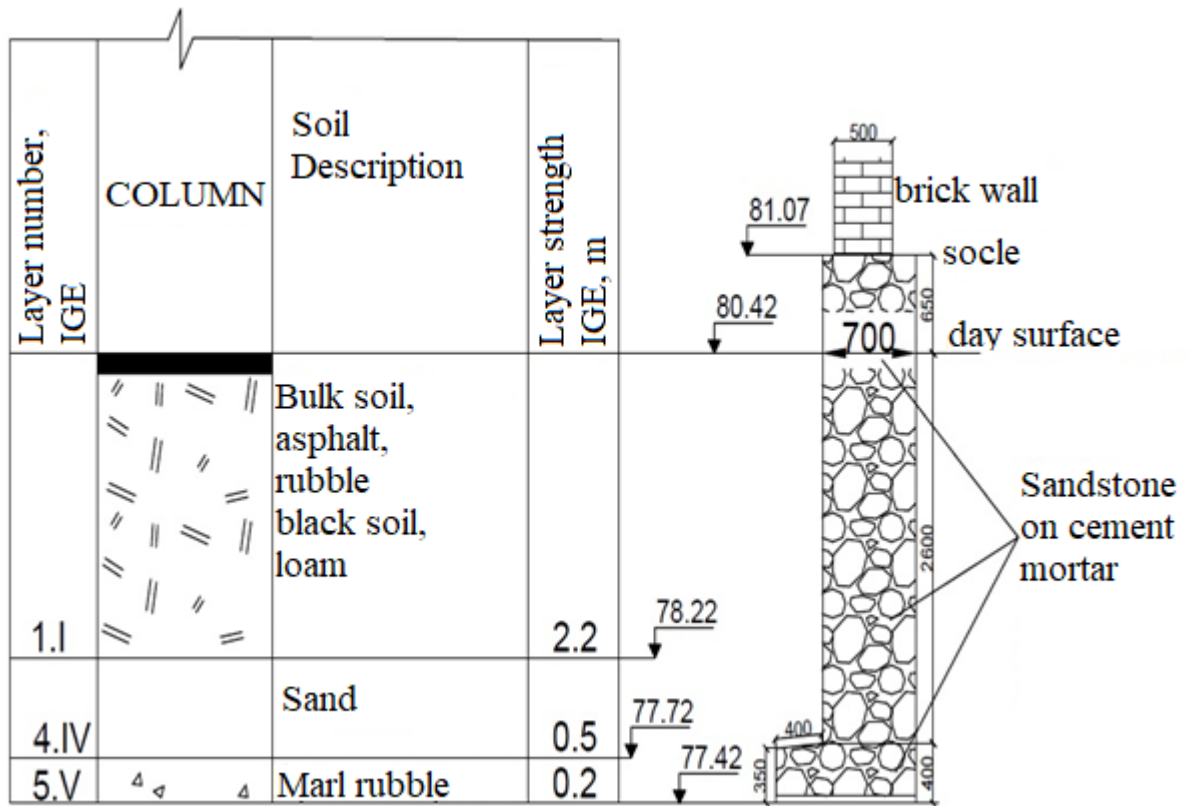 Layer number,
IGE
COLUMN
Soil
Description
Layer strength
IGE, m
500
brick wall
81.07
socle
650
80.42
700
day surface
Bulk soil,
asphalt,
rubble
black soil,
loam
Sandstone
on cement
mortar
2600
1.I
2.2
78.22
Sand
4.IV
0.5
77.72
400
5.V
Marl rubble
0.2
77.42
350
400